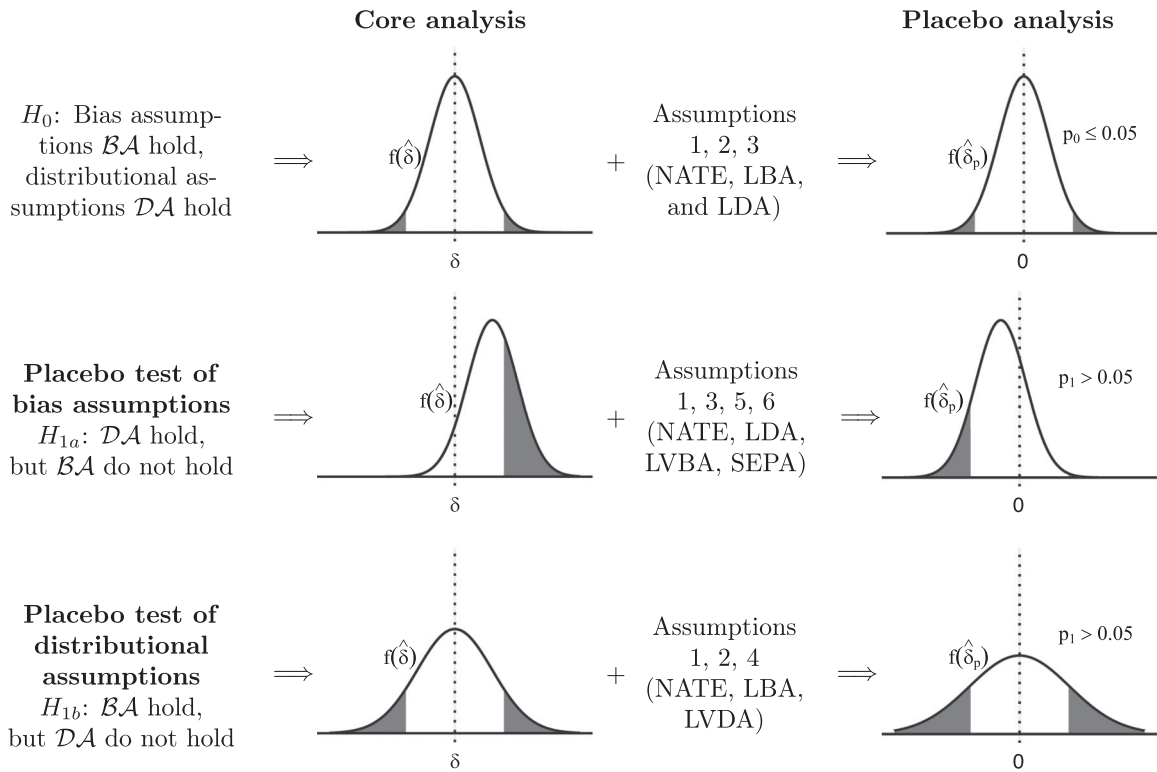 Core analysis
Placebo analysis
H₀: Bias assump-
tions ℬ𝒜 hold,
distributional as-
sumptions 𝒟𝒜 hold
⟹
f(δ̂)
δ
+
Assumptions
1, 2, 3
(NATE, LBA,
and LDA)
⟹
f(δ̂ₚ)
p₀ ≤ 0.05
0
Placebo test of
bias assumptions
H₁ₐ: 𝒟𝒜 hold,
but ℬ𝒜 do not hold
⟹
f(δ̂)
δ
+
Assumptions
1, 3, 5, 6
(NATE, LDA,
LVBA, SEPA)
⟹
f(δ̂ₚ)
p₁ > 0.05
0
Placebo test of
distributional
assumptions
H₁b: ℬ𝒜 hold,
but 𝒟𝒜 do not hold
⟹
f(δ̂)
δ
+
Assumptions
1, 2, 4
(NATE, LBA,
LVDA)
⟹
f(δ̂ₚ)
p₁ > 0.05
0